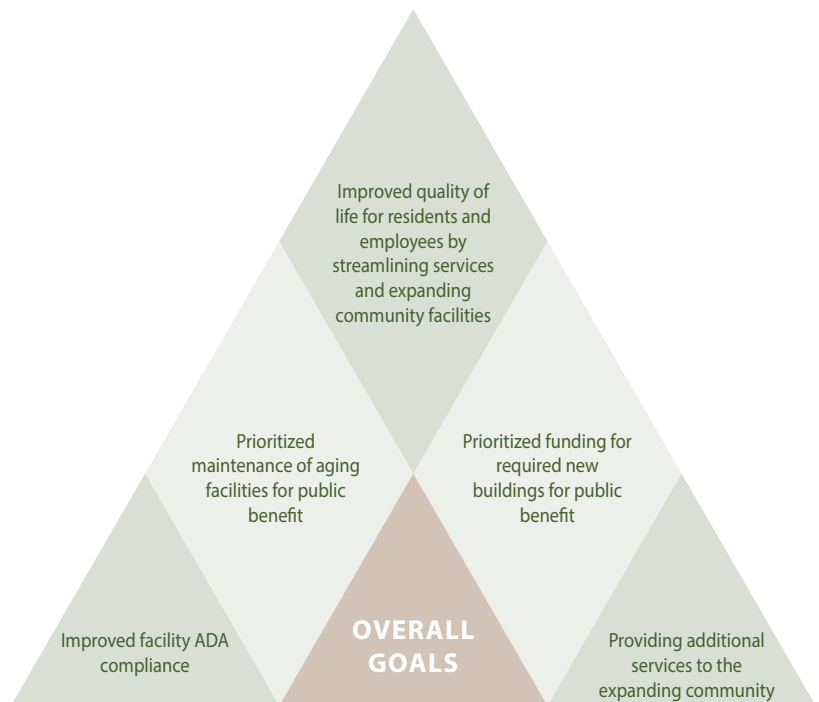 Improved quality of
life for residents and
employees by
streamlining services
and expanding
community facilities
Prioritized
maintenance of aging
facilities for public
benefit
Prioritized funding for
required new
buildings for public
benefit
Improved facility ADA
compliance
OVERALL
GOALS
Providing additional
services to the
expanding community